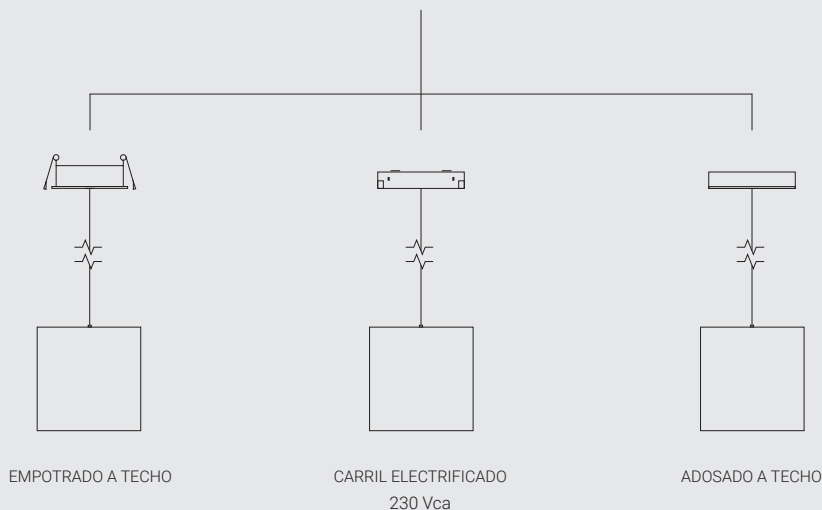 EMPOTRADO A TECHO
CARRIL ELECTRIFICADO
230 Vca
ADOSADO A TECHO